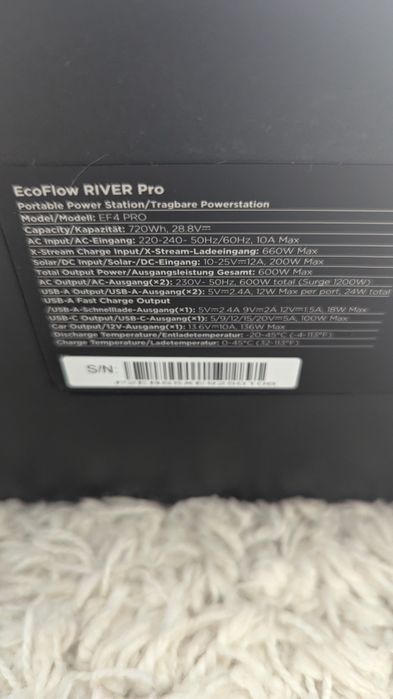 EcoFlow RIVER Pro
Portable Power Station/Tragbare Powerstation
Model/Modell: EF4 PRO
Capacity/Kapazität: 720Wh, 28.8V⎓
AC Input/AC-Eingang: 220-240~ 50Hz/60Hz, 10A Max
X-Stream Charge Input/X-Stream-Ladeeingang: 660W Max
Solar/DC Input/Solar-/DC-Eingang: 10-25V⎓12A, 200W Max
Total Output Power/Ausgangsleistung Gesamt: 600W Max
AC Output/AC-Ausgang(×2): 230V~ 50Hz, 600W total (Surge 1200W)
USB-A Output/USB-A-Ausgang(×2): 5V⎓2.4A, 12W Max per port, 24W total
USB-A Fast Charge Output
/USB-A-Schnelllade-Ausgang(×1): 5V⎓2.4A 9V⎓2A 12V⎓1.5A, 18W Max
USB-C Output/USB-C-Ausgang(×1): 5/9/12/15/20V⎓5A, 100W Max
Car Output/12V-Ausgang(×1): 13.6V⎓10A, 136W Max
Discharge Temperature/Entladetemperatur: -20-45°C (-4-113°F)
Charge Temperature/Ladetemperatur: 0-45°C (32-113°F)
S/N: